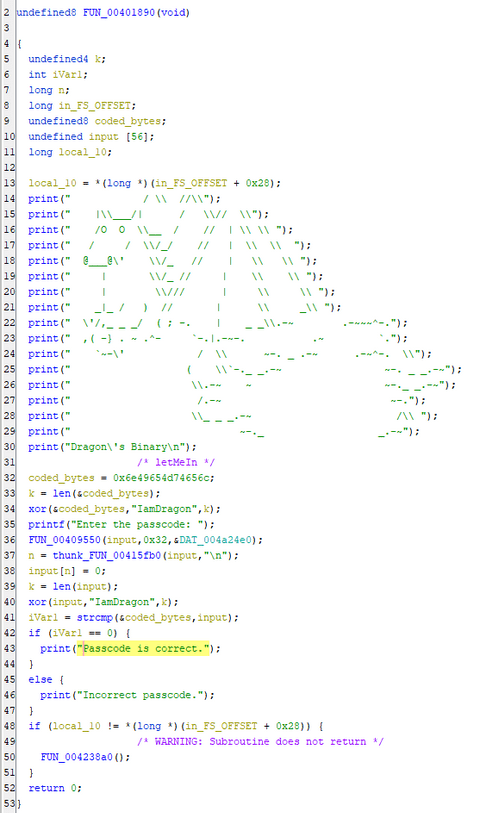 2 undefined8 FUN_00401890(void)
3
4 {
5   undefined4 k;
6   int iVar1;
7   long n;
8   long in_FS_OFFSET;
9   undefined8 coded_bytes;
10   undefined input [56];
11   long local_10;
12
13   local_10 = *(long *)(in_FS_OFFSET + 0x28);
14   print("             / \\  //\\");
15   print("    |\\___/|      /   \\//  \\");
16   print("    /O  O  \\__  /    //  | \\ \\ ");
17   print("   /     /  \\/_/    //   |  \\  \\  ");
18   print("  @___@\'    \\/_   //    |   \\   \\ ");
19   print("     |       \\/_ //     |    \\    \\ ");
20   print("     |        \\///      |     \\     \\ ");
21   print("    _|_ /   )  //       |      \\    _\\ ");
22   print("  \'/,_ _ _/  ( ; -.    |    _ _\\.-~        .-~~~^-.");
23   print("  ,( -} . ~ .^-     `-.|.-~-.           .~         `.");
24   print("    `~-\'             /  \\      ~-. _ .-~      .-~^-.  \\");
25   print("                    (    \\`-._ _.-~                  ~-. _ _.-~");
26   print("                     \\.-~    ~                      ~-._ _.-~");
27   print("                      /.-~                            ~-.");
28   print("                     \\_ _ _.-~                        /\\ ");
29   print("                              ~-._                  _.-~");
30   print("Dragon\'s Binary\n");
31                     /* letMeIn */
32   coded_bytes = 0x6e49654d74656c;
33   k = len(&coded_bytes);
34   xor(&coded_bytes,"IamDragon",k);
35   printf("Enter the passcode: ");
36   FUN_00409550(input,0x32,&DAT_004a24e0);
37   n = thunk_FUN_00415fb0(input,"\n");
38   input[n] = 0;
39   k = len(input);
40   xor(input,"IamDragon",k);
41   iVar1 = strcmp(&coded_bytes,input);
42   if (iVar1 == 0) {
43     print("Passcode is correct.");
44   }
45   else {
46     print("Incorrect passcode.");
47   }
48   if (local_10 != *(long *)(in_FS_OFFSET + 0x28)) {
49                     /* WARNING: Subroutine does not return */
50     FUN_004238a0();
51   }
52   return 0;
53 }